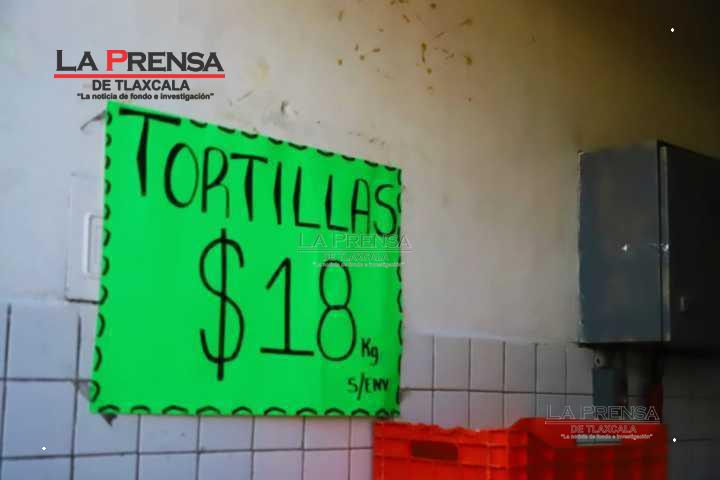 LA PRENSA
DE TLAXCALA
"La noticia de fondo e investigación"
TORTILLAS
$18 Kg
S/ENV
LA PRENSA
DE TLAXCALA
"La noticia de fondo e investigación"
LA PRENSA
DE TLAXCALA
"La noticia de fondo e investigación"